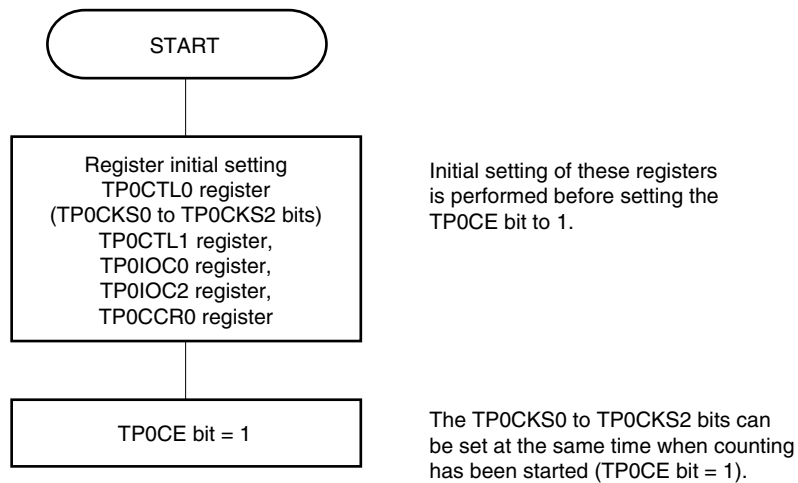 START
Register initial setting
TP0CTL0 register
(TP0CKS0 to TP0CKS2 bits)
TP0CTL1 register,
TP0IOC0 register,
TP0IOC2 register,
TP0CCR0 register
Initial setting of these registers
is performed before setting the
TP0CE bit to 1.
TP0CE bit = 1
The TP0CKS0 to TP0CKS2 bits can
be set at the same time when counting
has been started (TP0CE bit = 1).